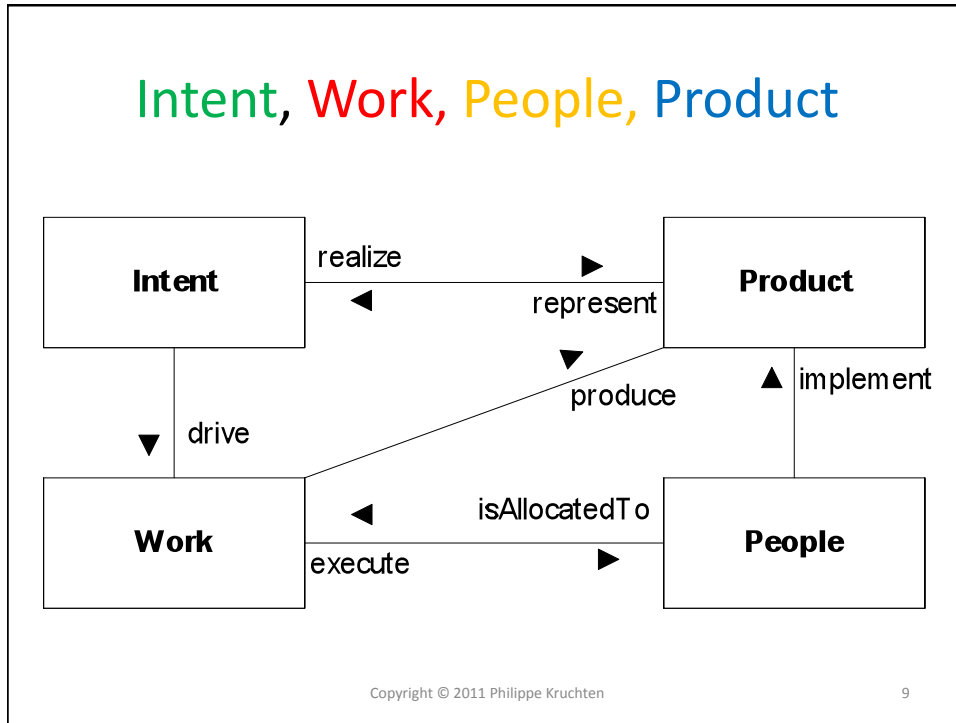 Intent, Work, People, Product
Intent
realize
represent
Product
produce
implement
drive
Work
isAllocatedTo
execute
People
Copyright © 2011 Philippe Kruchten
9